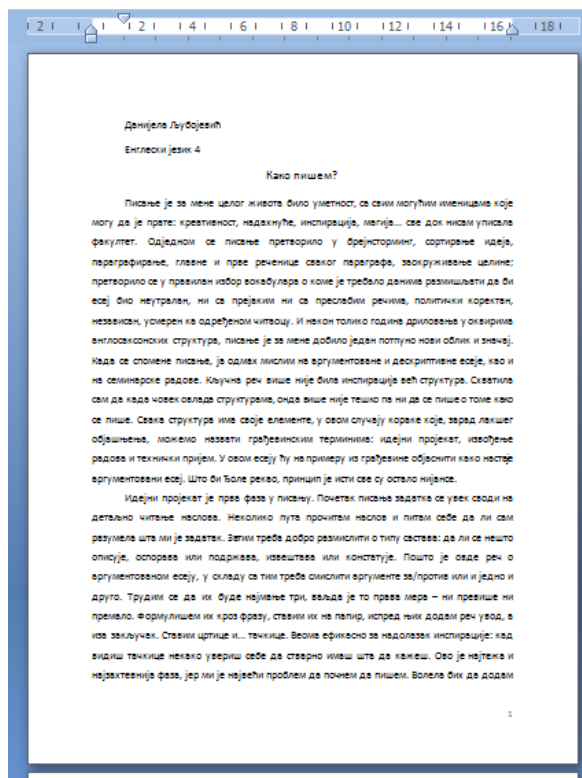 2 2 4 6 8 10 12 14 16 18
Данијела Љубојевић
Енглески језик 4
Како пишем?
Писање је за мене целог живота било уметност, са свим могућим именицама које
могу да је прате: креативност, надахнуће, инспирација, магија... све док нисам уписала
факултет. Одједном се писање претворило у брејнсторминг, сортирање идеја,
параграфирање, главне и прве реченице сваког параграфа, заокруживање целине;
претворило се у правилан избор вокабулара о коме је требало данима размишљати да би
есеј био неутралан, ни са прејаким ни са преслабим речима, политички коректан,
независан, усмерен ка одређеном читаоцу. И након толико година дриловања у оквирима
англосаксонских структура, писање је за мене добило један потпуно нови облик и значај.
Када се спомене писање, ја одмах мислим на аргументоване и дескриптивне есеје, као и
на семинарске радове. Кључна реч више није била инспирација већ структура. Схватила
сам да када човек овлада структурама, онда више није тешко па ни да се пише о томе како
се пише. Свака структура има своје елементе, у овом случају кораке које, зарад лакшег
објашњења, можемо назвати грађевинским терминима: идејни пројекат, извођење
радова и технички пријем. У овом есеју ћу на примеру из грађевине објаснити како настаје
аргументовани есеј. Што би Ђоле рекао, принцип је исти све су остало нијансе.
Идејни пројекат је прва фаза у писању. Почетак писања задатка се увек своди на
детаљно читање наслова. Неколико пута прочитам наслов и питам себе да ли сам
разумела шта ми је задатак. Затим треба добро размислити о типу састава: да ли се нешто
описује, оспорава или подржава, извештава или констатује. Пошто је овде реч о
аргументованом есеју, у складу са тим треба смислити аргументе за/против или и једно и
друго. Трудим се да их буде најмање три, ваљда је то права мера – ни превише ни
премало. Формулишем их кроз фразу, ставим их на папир, испред њих додам реч увод, а
иза закључак. Ставим цртице и... тачкице. Веома ефикасно за надолазак инспирације: кад
видиш тачкице некако увериш себе да стварно имаш шта да кажеш. Ово је најтежа и
најзахтевнија фаза, јер ми је највећи проблем да почнем да пишем. Волела бих да додам
1